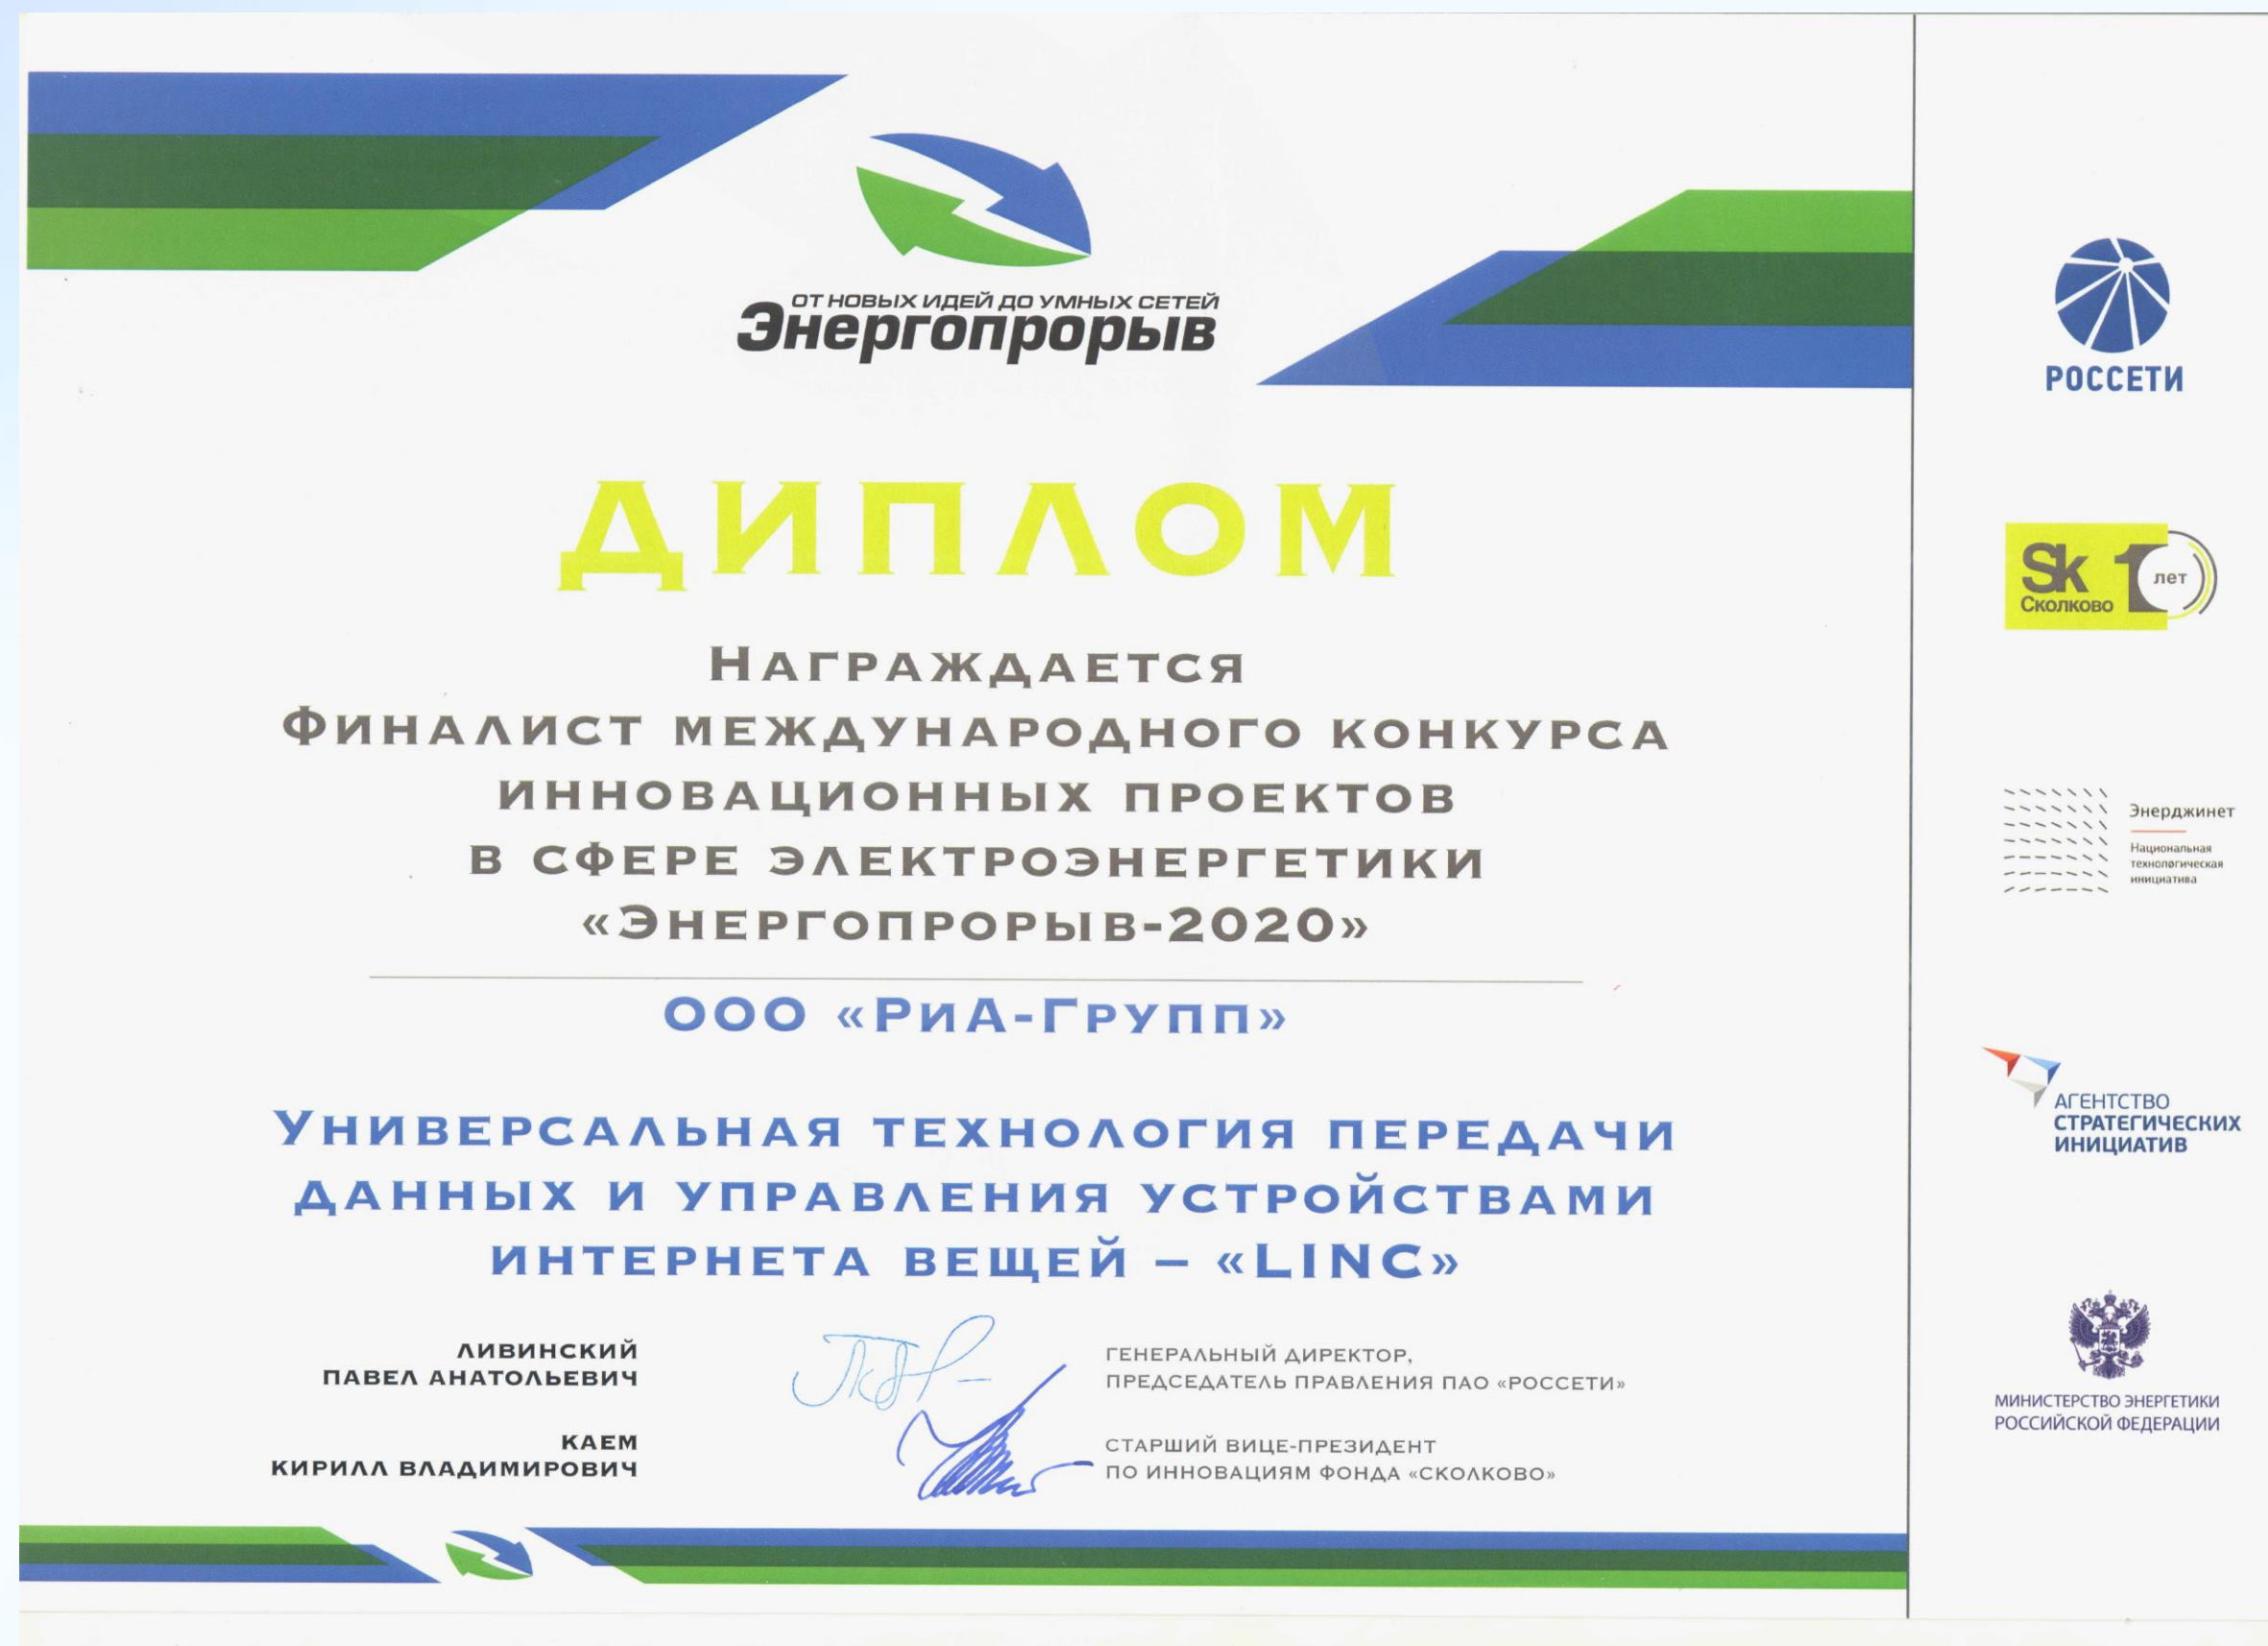 ОТ НОВЫХ ИДЕЙ ДО УМНЫХ СЕТЕЙ
Энергопрорыв
ДИПЛОМ
Награждается
финалист международного конкурса
инновационных проектов
в сфере электроэнергетики
«Энергопрорыв-2020»
ООО «РиА-Групп»
Универсальная технология передачи
данных и управления устройствами
интернета вещей – «LINC»
ЛИВИНСКИЙ
ПАВЕЛ АНАТОЛЬЕВИЧ
ГЕНЕРАЛЬНЫЙ ДИРЕКТОР,
ПРЕДСЕДАТЕЛЬ ПРАВЛЕНИЯ ПАО «РОССЕТИ»
КАЕМ
КИРИЛЛ ВЛАДИМИРОВИЧ
СТАРШИЙ ВИЦЕ-ПРЕЗИДЕНТ
ПО ИННОВАЦИЯМ ФОНДА «СКОЛКОВО»
РОССЕТИ
Sk 10 лет
Сколково
Энерджинет
Национальная
технологическая
инициатива
АГЕНТСТВО
СТРАТЕГИЧЕСКИХ
ИНИЦИАТИВ
МИНИСТЕРСТВО ЭНЕРГЕТИКИ
РОССИЙСКОЙ ФЕДЕРАЦИИ